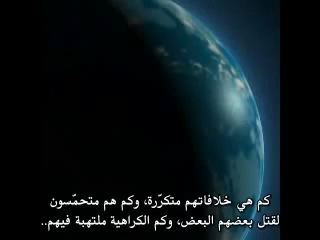 كم هي خلافاتهم متكرّرة، وكم هم متحمّسون
لقتل بعضهم البعض، وكم الكراهية ملتهبة فيهم..